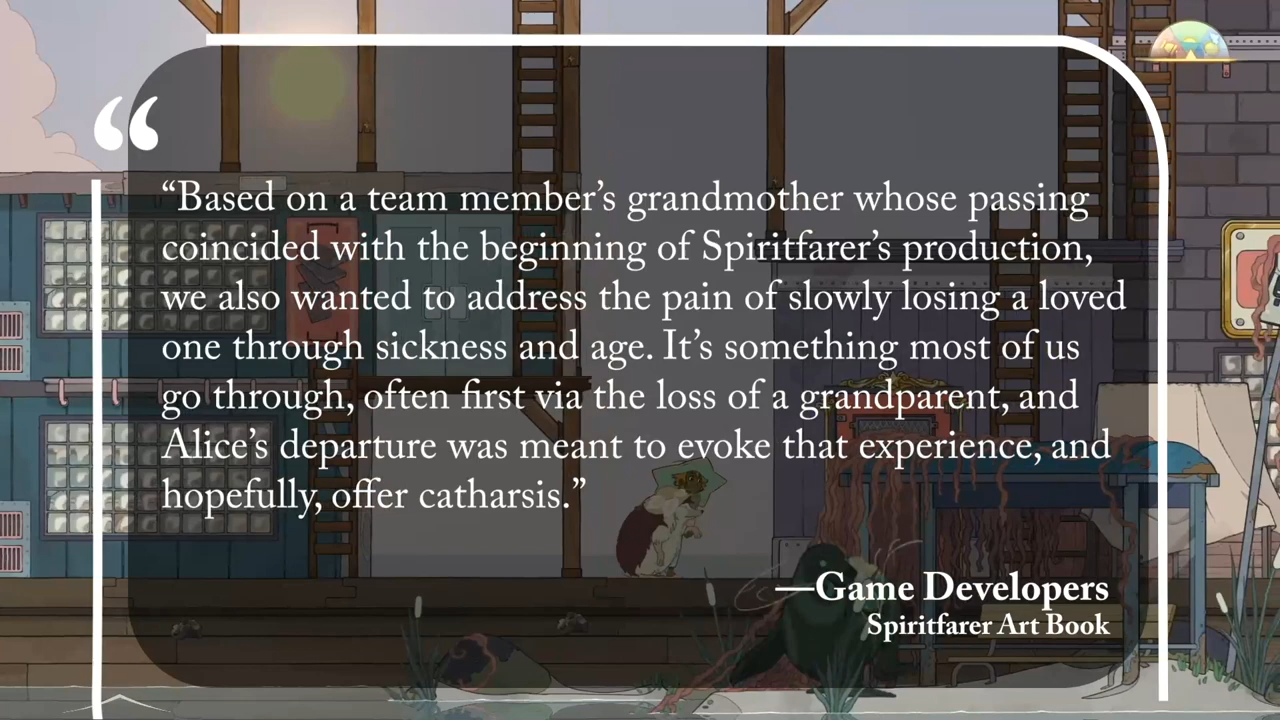 “
“Based on a team member’s grandmother whose passing
coincided with the beginning of Spiritfarer’s production,
we also wanted to address the pain of slowly losing a loved
one through sickness and age. It’s something most of us
go through, often first via the loss of a grandparent, and
Alice’s departure was meant to evoke that experience, and
hopefully, offer catharsis.”
—Game Developers
Spiritfarer Art Book